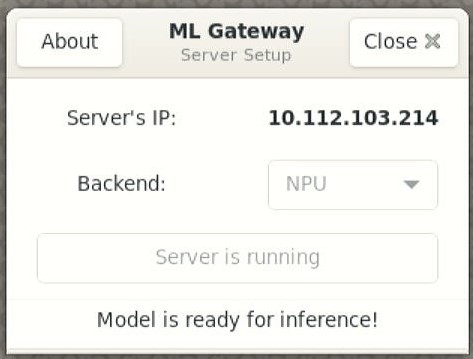 About
ML Gateway
Server Setup
Close
Server's IP: 10.112.103.214
Backend: NPU
Server is running
Model is ready for inference!